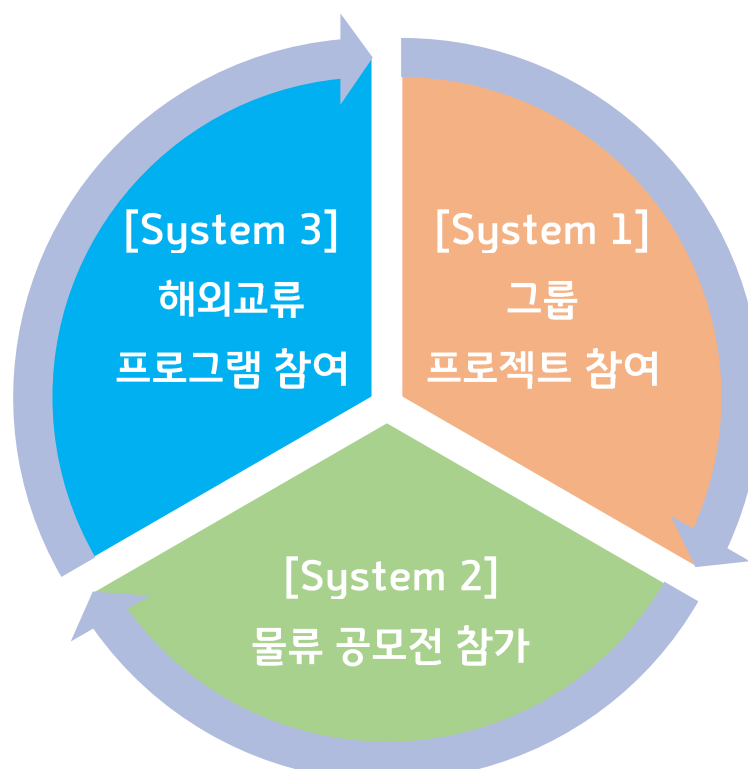 [System 1]
그룹
프로젝트 참여
[System 2]
물류 공모전 참가
[System 3]
해외교류
프로그램 참여